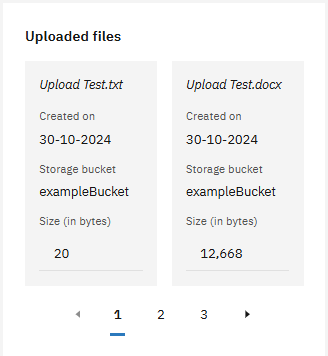 Uploaded files
Upload Test.txt
Created on
30-10-2024
Storage bucket
exampleBucket
Size (in bytes)
20
Upload Test.docx
Created on
30-10-2024
Storage bucket
exampleBucket
Size (in bytes)
12,668
1 2 3